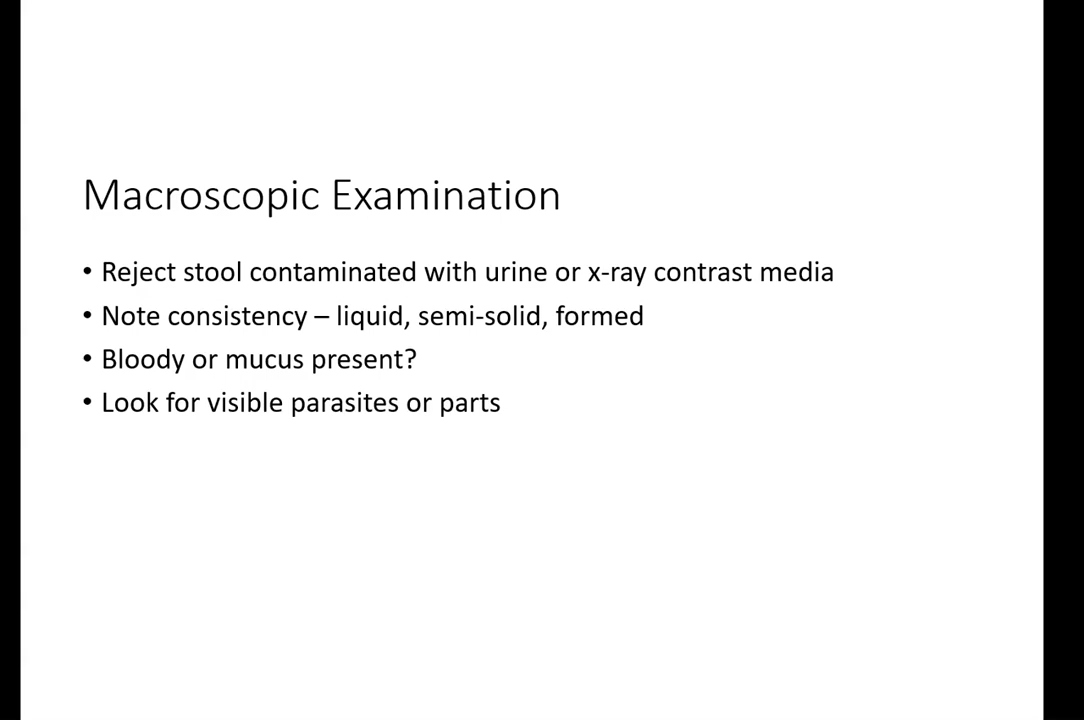 Macroscopic Examination
• Reject stool contaminated with urine or x-ray contrast media
• Note consistency – liquid, semi-solid, formed
• Bloody or mucus present?
• Look for visible parasites or parts